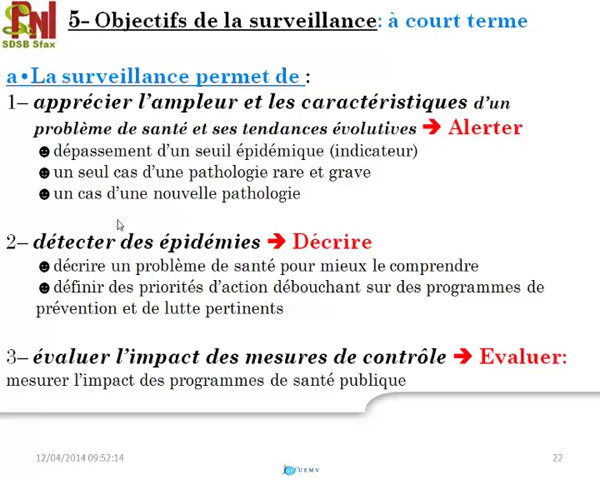 PNI
SDSB Sfax
5- Objectifs de la surveillance: à court terme
a•La surveillance permet de :
1– apprécier l'ampleur et les caractéristiques d'un
problème de santé et ses tendances évolutives ➔ Alerter
☻dépassement d'un seuil épidémique (indicateur)
☻un seul cas d'une pathologie rare et grave
☻un cas d'une nouvelle pathologie
2– détecter des épidémies ➔ Décrire
☻décrire un problème de santé pour mieux le comprendre
☻définir des priorités d'action débouchant sur des programmes de
prévention et de lutte pertinents
3– évaluer l'impact des mesures de contrôle ➔ Evaluer:
mesurer l'impact des programmes de santé publique
12/04/2014 09:52:14
22
UEMV